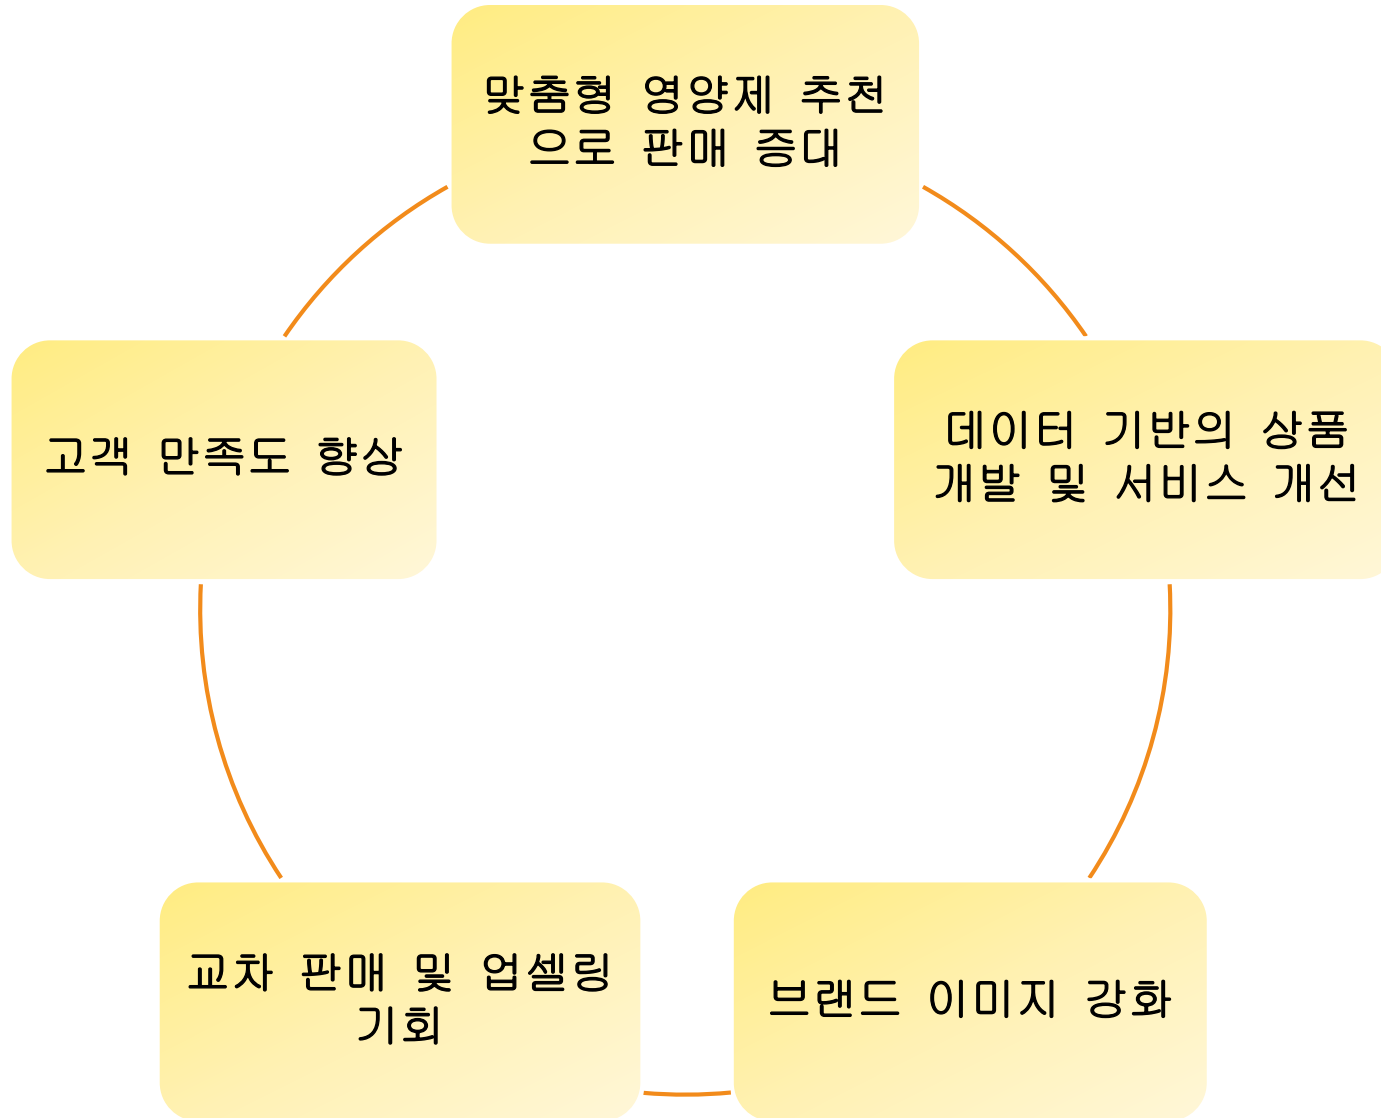 맞춤형 영양제 추천
으로 판매 증대
고객 만족도 향상
데이터 기반의 상품
개발 및 서비스 개선
교차 판매 및 업셀링
기회
브랜드 이미지 강화